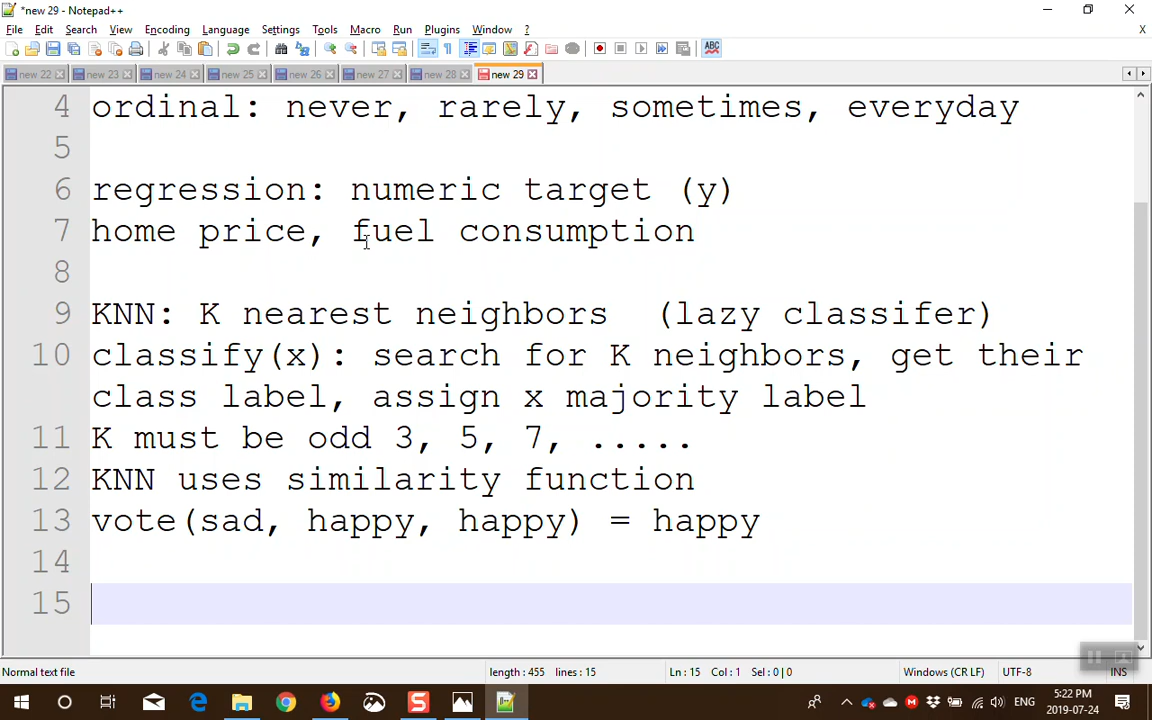 *new 29 - Notepad++
File Edit Search View Encoding Language Settings Tools Macro Run Plugins Window ? X
new 22 new 23 new 24 new 25 new 26 new 27 new 28 new 29
4 ordinal: never, rarely, sometimes, everyday
5
6 regression: numeric target (y)
7 home price, fuel consumption
8
9 KNN: K nearest neighbors (lazy classifer)
10 classify(x): search for K neighbors, get their
class label, assign x majority label
11 K must be odd 3, 5, 7, .....
12 KNN uses similarity function
13 vote(sad, happy, happy) = happy
14
15
Normal text file length : 455 lines : 15 Ln : 15 Col : 1 Sel : 0 | 0 Windows (CR LF) UTF-8 INS
ENG 5:22 PM
2019-07-24